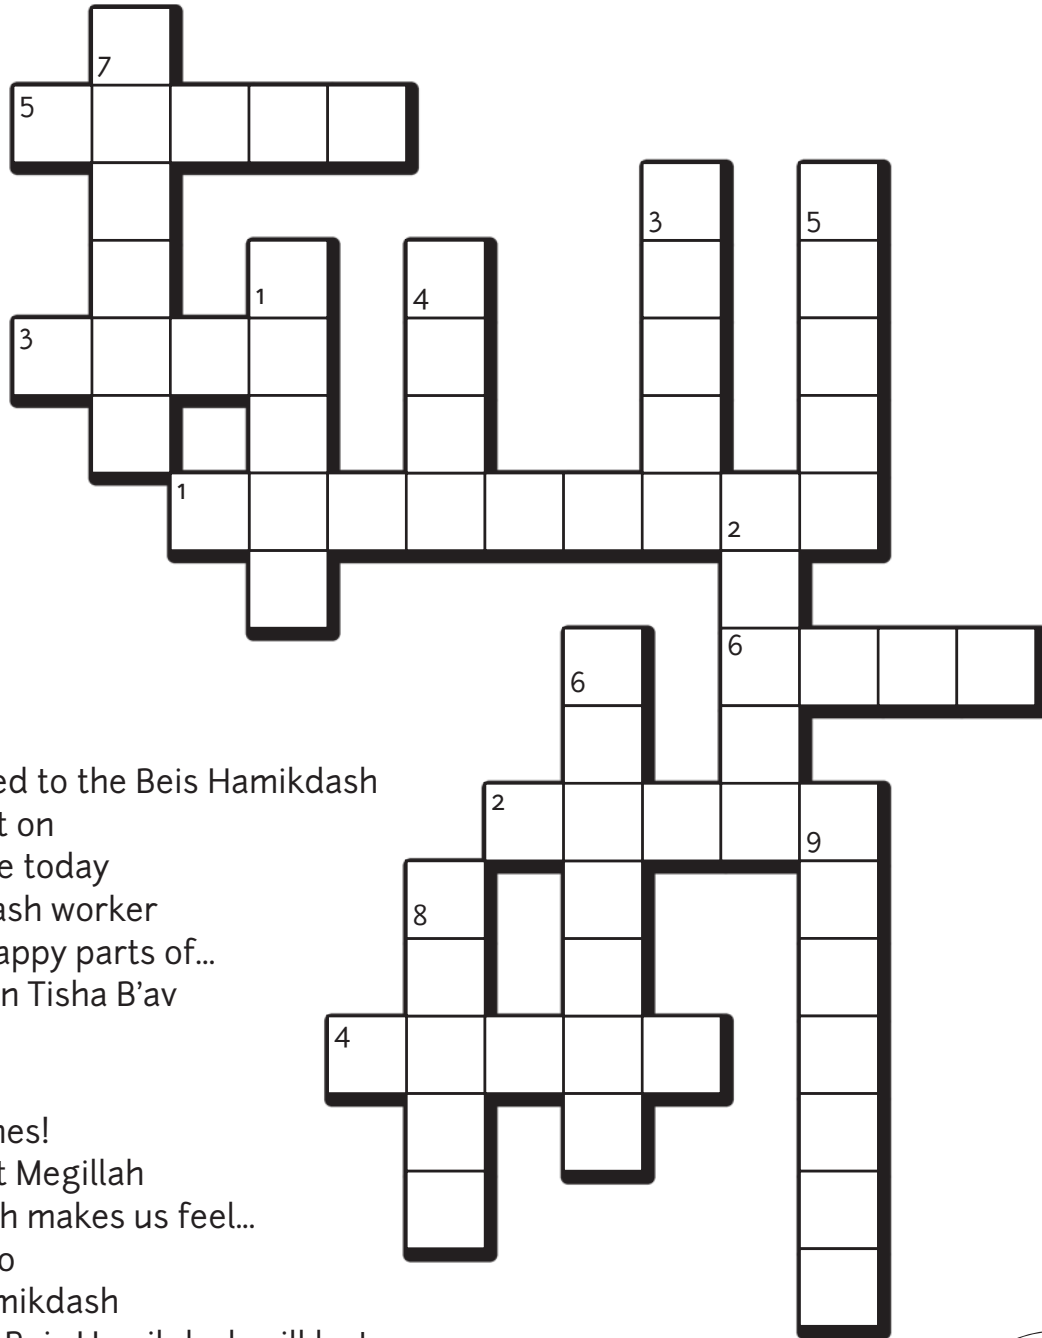 7
5
3
5
1
4
3
1
2
6
6
ed to the Beis Hamikdash
t on
2
e today
9
ash worker
8
appy parts of...
n Tisha B'av
4
nes!
t Megillah
h makes us feel...
o
mikdash